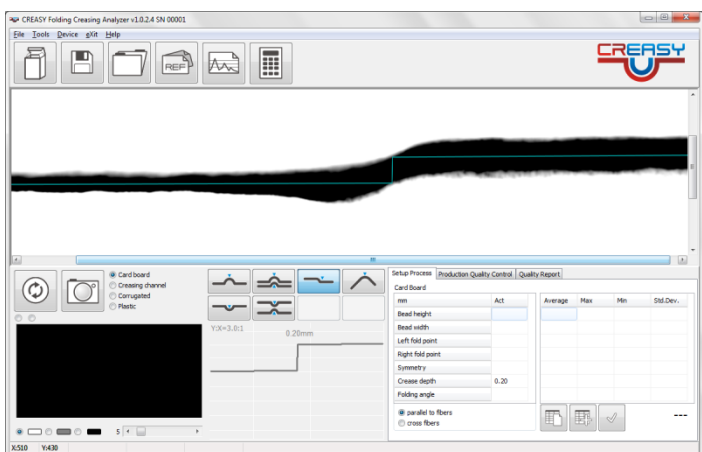 CREASY Folding Creasing Analyzer v1.0.2.4 SN 00001
File Tools Device eXit Help
REF
CREASY
Card board
Creasing channel
Corrugated
Plastic
5
Y:X=3.0:1
0.20mm
Setup Process Production Quality Control Quality Report
Card Board
mm Act Average Max Min Std.Dev.
Bead height
Bead width
Left fold point
Right fold point
Symmetry
Crease depth 0.20
Folding angle
parallel to fibers
cross fibers
---
X:510 Y:430